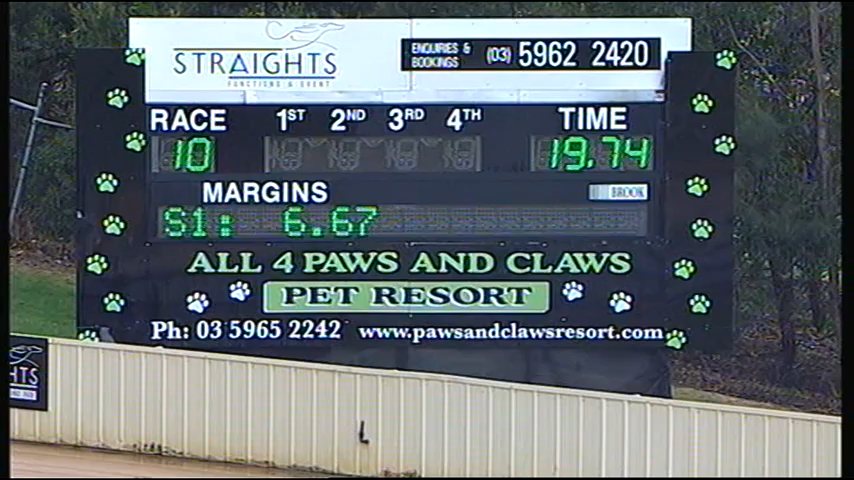 STRAIGHTS
FUNCTIONS & EVENT
ENQUIRIES & BOOKINGS (03) 5962 2420
RACE 1ST 2ND 3RD 4TH TIME
10 19.74
MARGINS BROOK
S1: 6.67
ALL 4 PAWS AND CLAWS
PET RESORT
Ph: 03 5965 2242 www.pawsandclawsresort.com
HTS